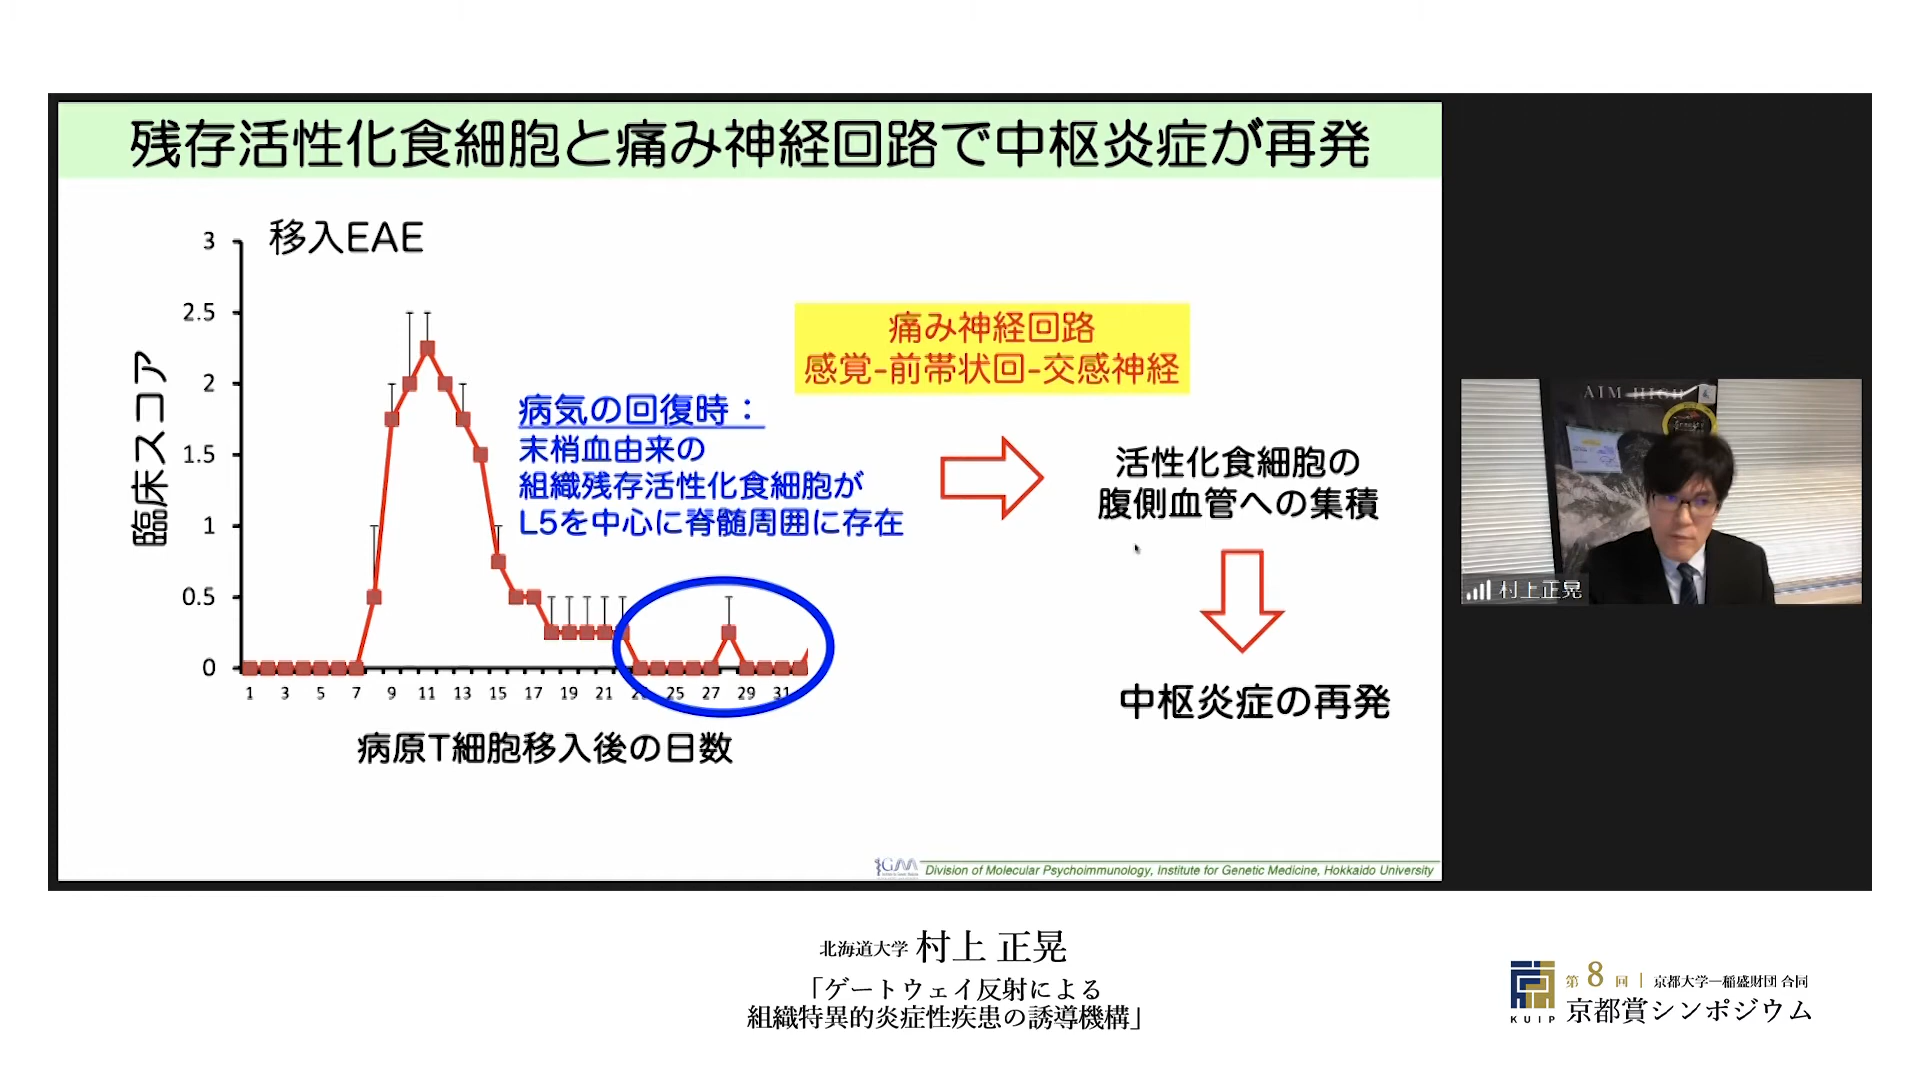 残存活性化食細胞と痛み神経回路で中枢炎症が再発
移入EAE
3
2.5
2
1.5
1
0.5
0
臨床スコア
1 3 5 7 9 11 13 15 17 19 21 25 27 29 31
病原T細胞移入後の日数
病気の回復時：
末梢血由来の
組織残存活性化食細胞が
L5を中心に脊髄周囲に存在
痛み神経回路
感覚-前帯状回-交感神経
活性化食細胞の
腹側血管への集積
中枢炎症の再発
IGM
Division of Molecular Psychoimmunology, Institute for Genetic Medicine, Hokkaido University
AIM HIGH
村上正晃
北海道大学 村上 正晃
「ゲートウェイ反射による
組織特異的炎症性疾患の誘導機構」
KUIP
第8回 | 京都大学―稲盛財団 合同
京都賞シンポジウム